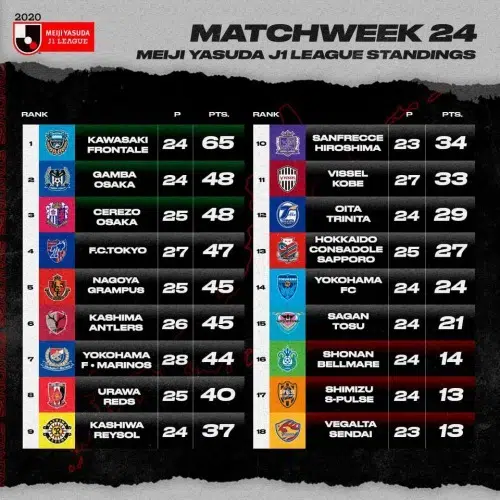 2020
MEIJI YASUDA
J1 LEAGUE
MATCHWEEK 24
MEIJI YASUDA J1 LEAGUE STANDINGS
RANK P PTS.
1 KAWASAKI FRONTALE 24 65
2 GAMBA OSAKA 24 48
3 CEREZO OSAKA 25 48
4 F.C.TOKYO 27 47
5 NAGOYA GRAMPUS 25 45
6 KASHIMA ANTLERS 26 45
7 YOKOHAMA F•MARINOS 28 44
8 URAWA REDS 25 40
9 KASHIWA REYSOL 24 37
RANK P PTS.
10 SANFRECCE HIROSHIMA 23 34
11 VISSEL KOBE 27 33
12 OITA TRINITA 24 29
13 HOKKAIDO CONSADOLE SAPPORO 25 27
14 YOKOHAMA FC 24 24
15 SAGAN TOSU 24 21
16 SHONAN BELLMARE 24 14
17 SHIMIZU S-PULSE 24 13
18 VEGALTA SENDAI 23 13